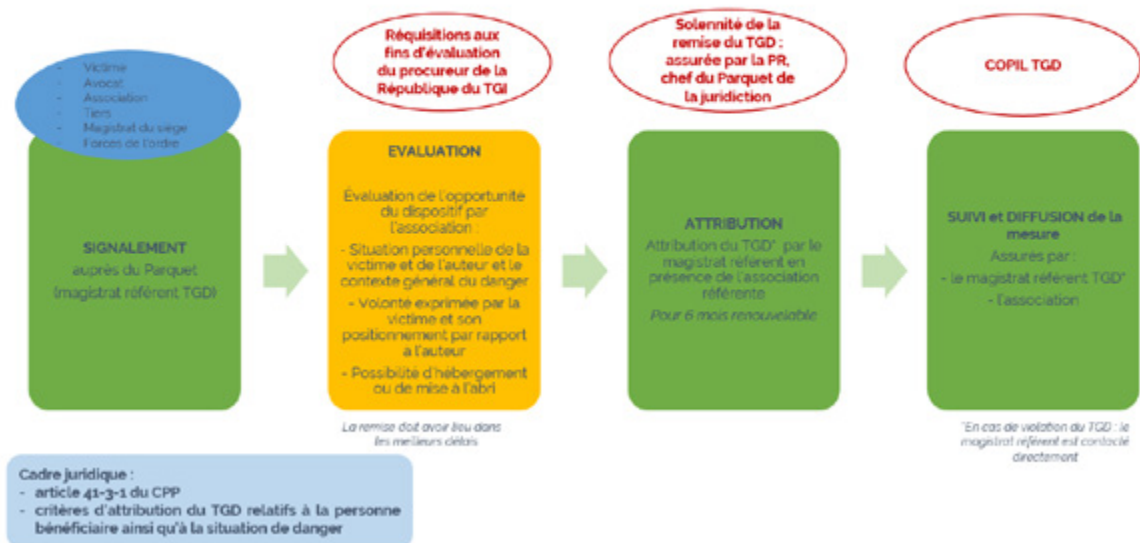 - Victime
- Avocat
- Association
- Tiers
- Magistrat du siège
- Forces de l'ordre
SIGNALEMENT
auprès du Parquet
(magistrat référent TGD)
Réquisitions aux
fins d'évaluation
du procureur de la
République du TGI
EVALUATION
Évaluation de l'opportunité
du dispositif par
l'association :
- Situation personnelle de la
victime et de l'auteur et le
contexte général du danger
- Volonté exprimée par la
victime et son
positionnement par rapport
à l'auteur
- Possibilité d'hébergement
ou de mise à l'abri
La remise doit avoir lieu dans
les meilleurs délais
Solennité de la
remise du TGD :
assurée par la PR,
chef du Parquet de
la juridiction
ATTRIBUTION
Attribution du TGD* par le
magistrat référent en
présence de l'association
référente
Pour 6 mois renouvelable
COPIL TGD
SUIVI et DIFFUSION de la
mesure
Assurés par :
- le magistrat référent TGD*
- l'association
*En cas de violation du TGD : le
magistrat référent est contacté
directement
Cadre juridique :
- article 41-3-1 du CPP
- critères d'attribution du TGD relatifs à la personne
bénéficiaire ainsi qu'à la situation de danger